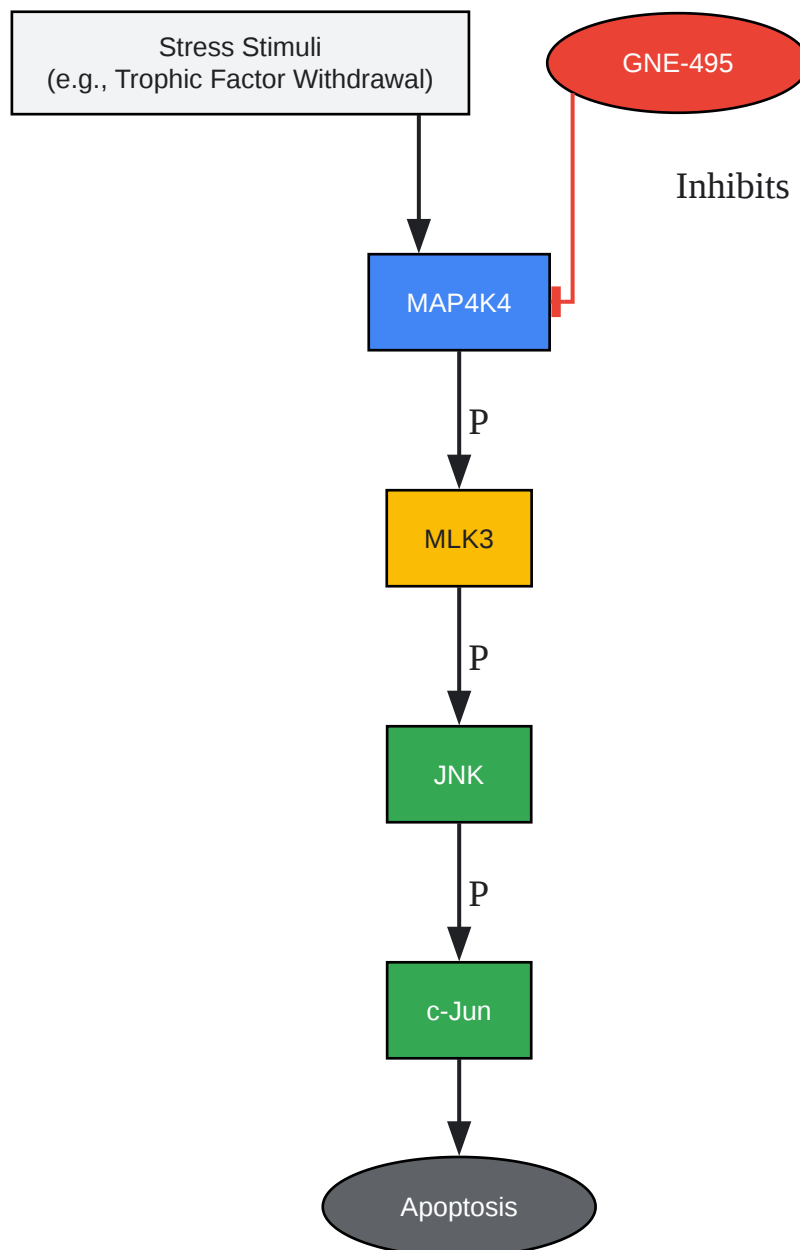 Stress Stimuli
(e.g., Trophic Factor Withdrawal)
GNE-495
Inhibits
MAP4K4
P
MLK3
P
JNK
P
c-Jun
Apoptosis